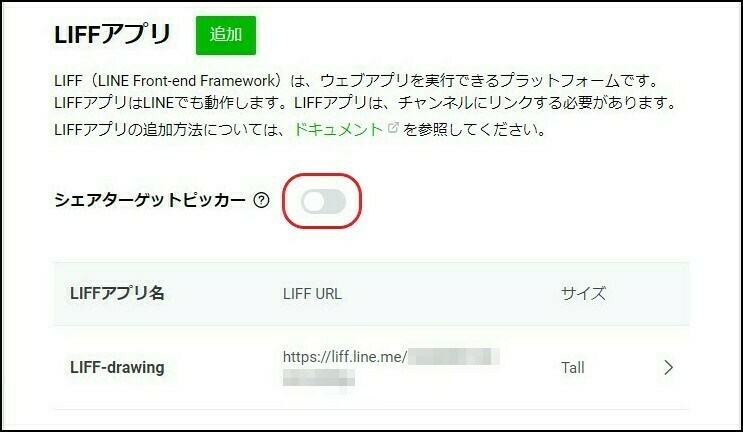 LIFFアプリ 追加
LIFF（LINE Front-end Framework）は、ウェブアプリを実行できるプラットフォームです。
LIFFアプリはLINEでも動作します。LIFFアプリは、チャンネルにリンクする必要があります。
LIFFアプリの追加方法については、ドキュメントを参照してください。
シェアターゲットピッカー ?
LIFFアプリ名 LIFF URL サイズ
LIFF-drawing https://liff.line.me/ Tall